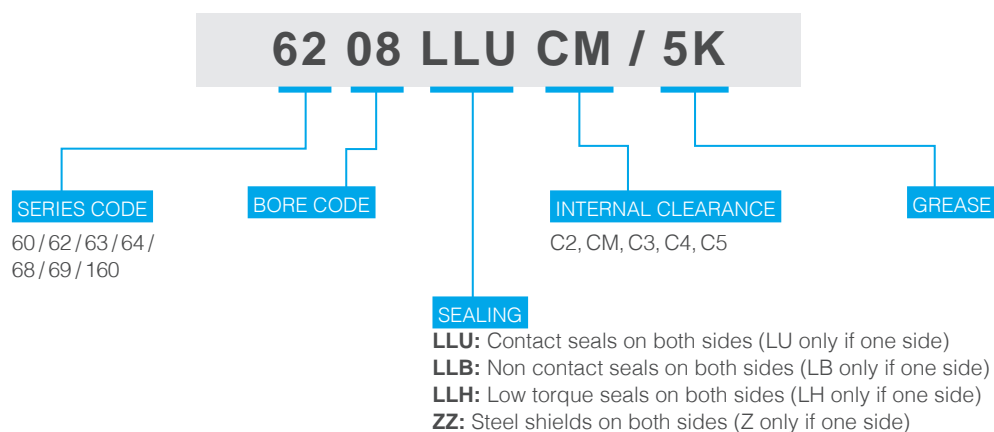 62 08 LLU CM / 5K
SERIES CODE
60 / 62 / 63 / 64 /
68 / 69 / 160
BORE CODE
INTERNAL CLEARANCE
C2, CM, C3, C4, C5
GREASE
SEALING
LLU: Contact seals on both sides (LU only if one side)
LLB: Non contact seals on both sides (LB only if one side)
LLH: Low torque seals on both sides (LH only if one side)
ZZ: Steel shields on both sides (Z only if one side)